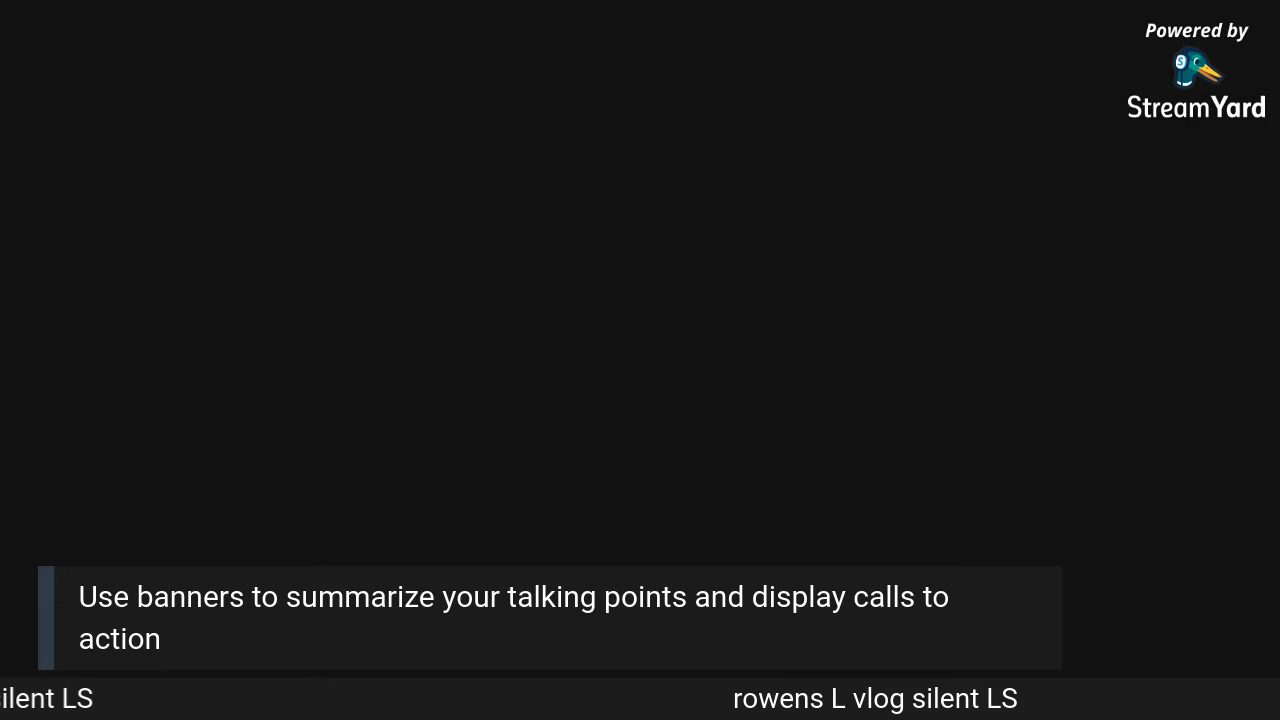 Powered by
StreamYard
Use banners to summarize your talking points and display calls to
action
silent LS
rowens L vlog silent LS